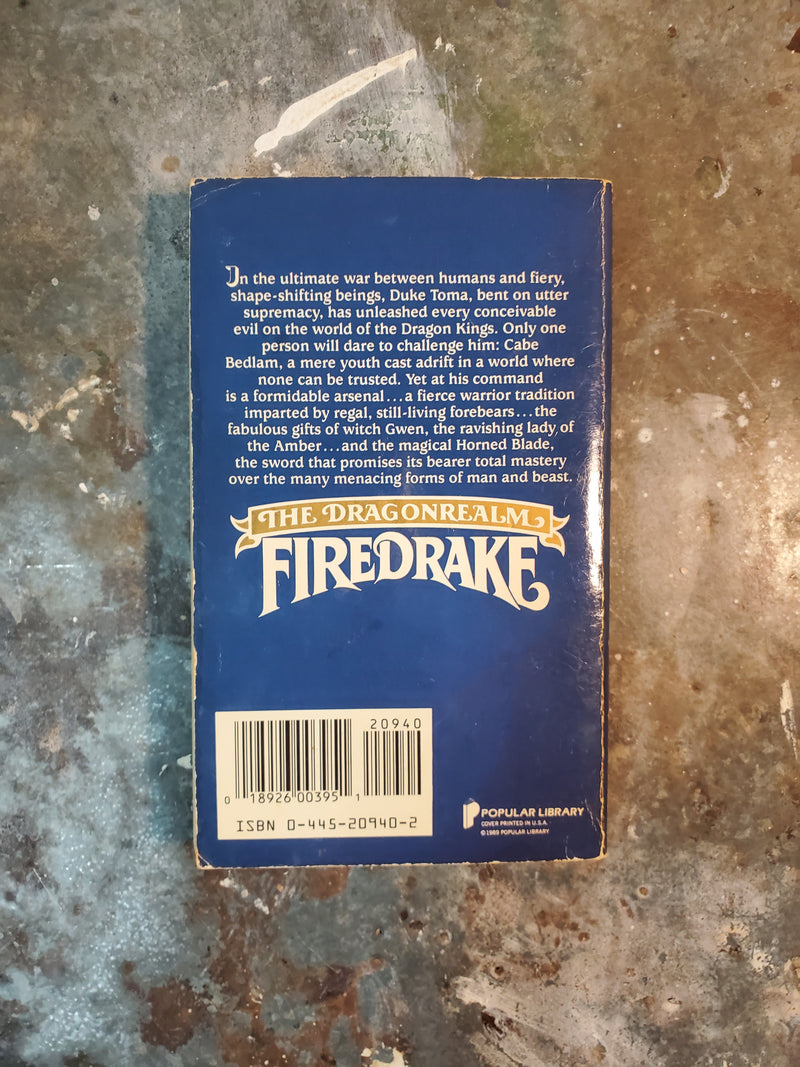 In the ultimate war between humans and fiery,
shape-shifting beings, Duke Toma, bent on utter
supremacy, has unleashed every conceivable
evil on the world of the Dragon Kings. Only one
person will dare to challenge him: Cabe
Bedlam, a mere youth cast adrift in a world where
none can be trusted. Yet at his command
is a formidable arsenal...a fierce warrior tradition
imparted by regal, still-living forebears...the
fabulous gifts of witch Gwen, the ravishing lady of
the Amber...and the magical Horned Blade,
the sword that promises its bearer total mastery
over the many menacing forms of man and beast.
THE DRAGONREALM
FIREDRAKE
20940
0 18926 00395 1
ISBN 0-445-20940-2
POPULAR LIBRARY
COVER PRINTED IN U.S.A.
© 1989 POPULAR LIBRARY